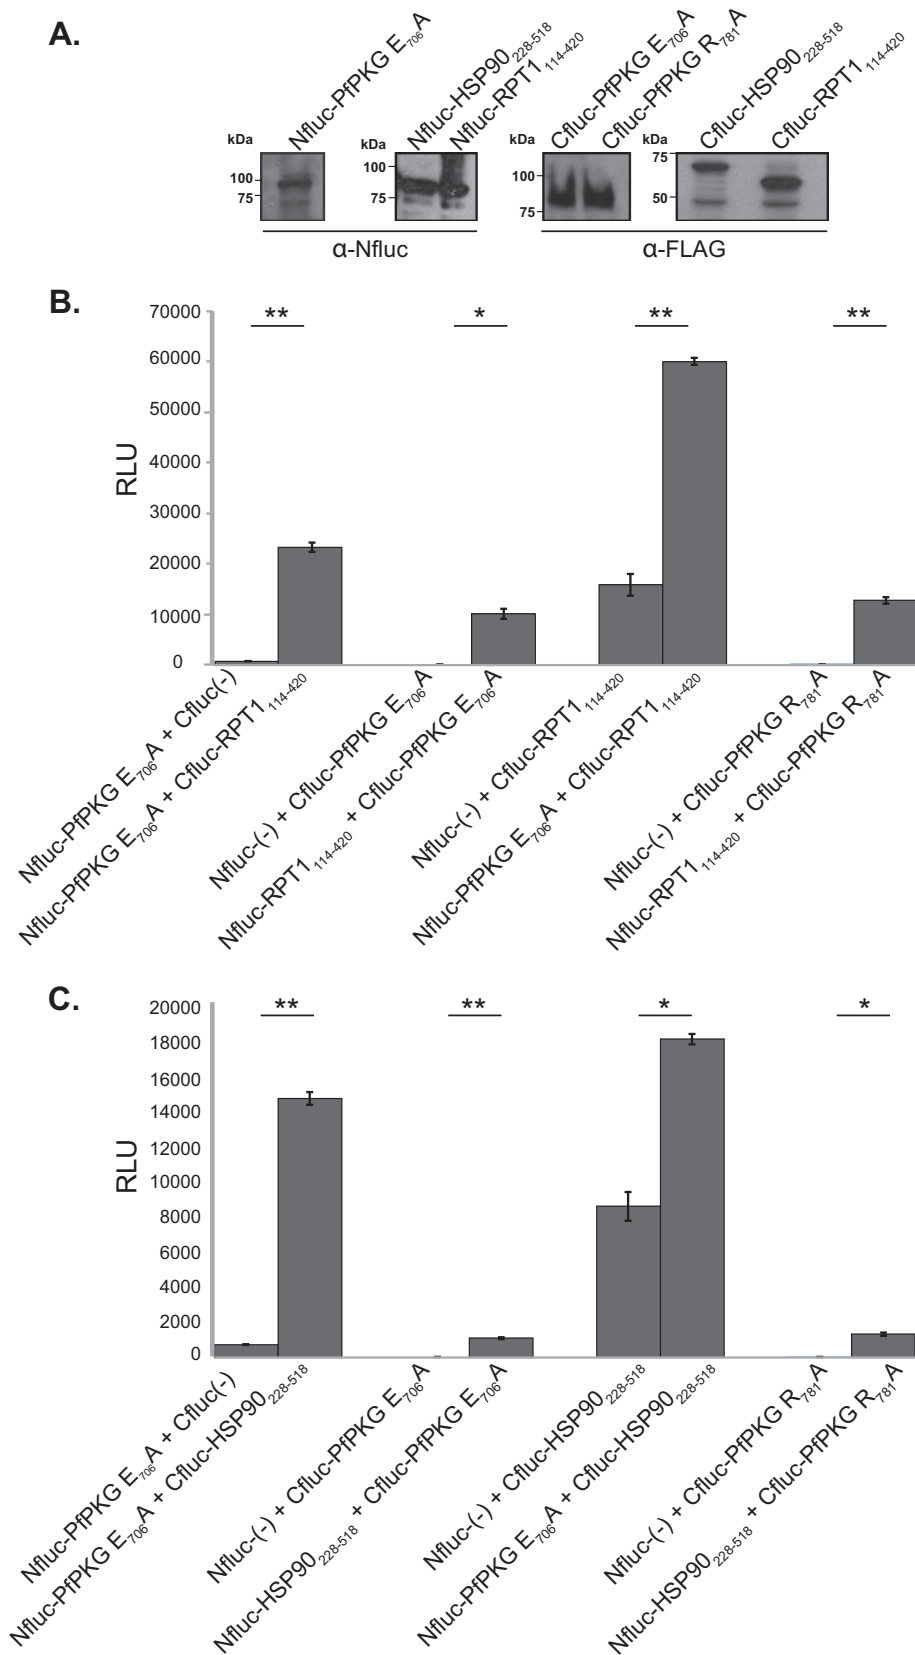 A.
Nfluc-PfPKG E706A
Nfluc-HSP90 228-518
Nfluc-RPT1 114-420
Cfluc-PfPKG E706A
Cfluc-PfPKG R781A
Cfluc-HSP90 228-518
Cfluc-RPT1 114-420
kDa
100
75
kDa
100
75
kDa
100
75
kDa
75
50
α-Nfluc
α-FLAG
B.
RLU
70000
60000
50000
40000
30000
20000
10000
0
**
*
**
**
Nfluc-PfPKG E706A + Cfluc(-)
Nfluc-PfPKG E706A + Cfluc-RPT1 114-420
Nfluc-(-) + Cfluc-PfPKG E706A
Nfluc-RPT1 114-420 + Cfluc-PfPKG E706A
Nfluc-(-) + Cfluc-RPT1 114-420
Nfluc-PfPKG E706A + Cfluc-RPT1 114-420
Nfluc-(-) + Cfluc-PfPKG R781A
Nfluc-RPT1 114-420 + Cfluc-PfPKG R781A
C.
RLU
20000
18000
16000
14000
12000
10000
8000
6000
4000
2000
0
**
**
*
*
Nfluc-PfPKG E706A + Cfluc(-)
Nfluc-PfPKG E706A + Cfluc-HSP90 228-518
Nfluc-(-) + Cfluc-PfPKG E706A
Nfluc-HSP90 228-518 + Cfluc-PfPKG E706A
Nfluc-(-) + Cfluc-HSP90 228-518
Nfluc-PfPKG E706A + Cfluc-HSP90 228-518
Nfluc-(-) + Cfluc-PfPKG R781A
Nfluc-HSP90 228-518 + Cfluc-PfPKG R781A